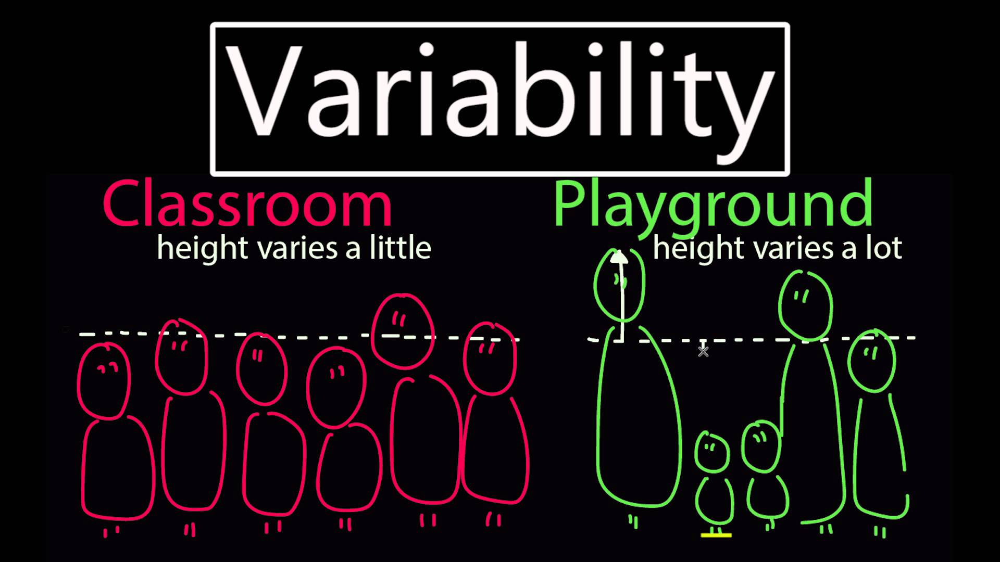 Variability
Classroom
height varies a little
Playground
height varies a lot